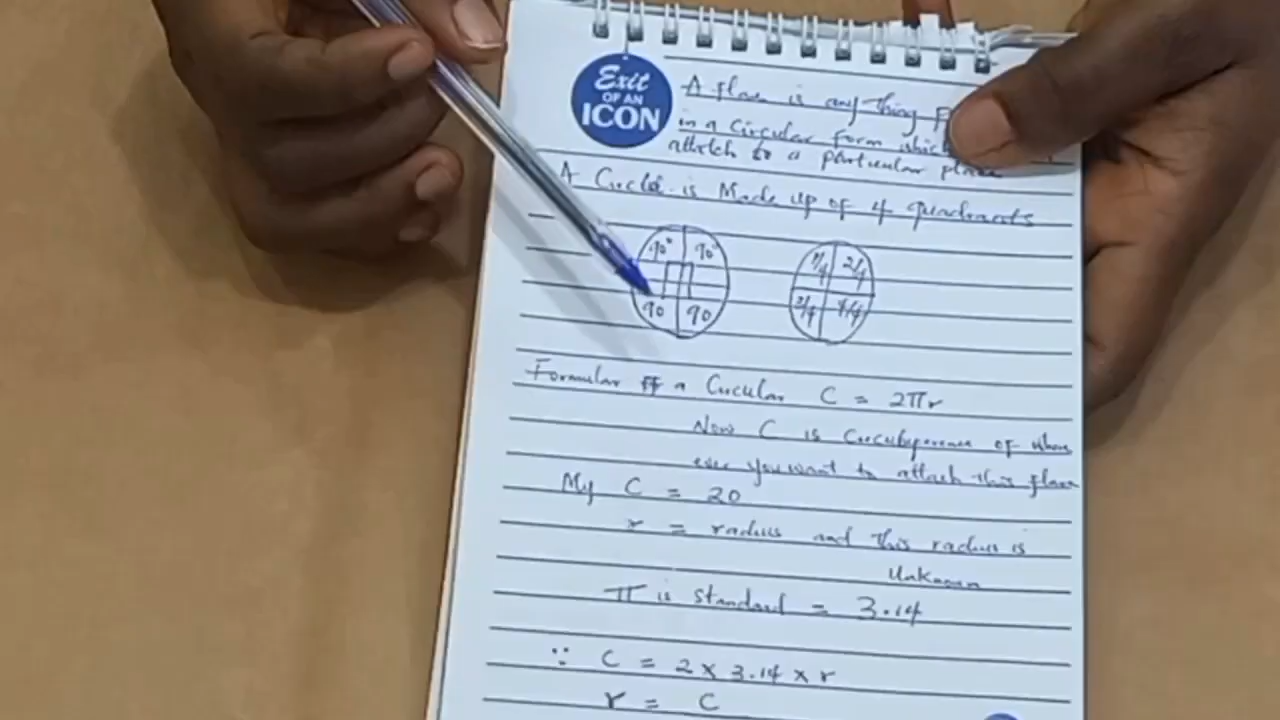 Exit
OF AN
ICON
A flare is any thing
in a Circular form which
attatch to a particular place
A Circle is Made up of 4 quadrants
90° 90°
90 90
1/4 2/4
3/4 4/4
Formular of a Circular C = 2πr
Now C is Circumference of where
ever you want to attach this flare
My C = 20
r = radius and this radius is
Unknown
π is standard = 3.14
∵ C = 2 x 3.14 x r
r = C